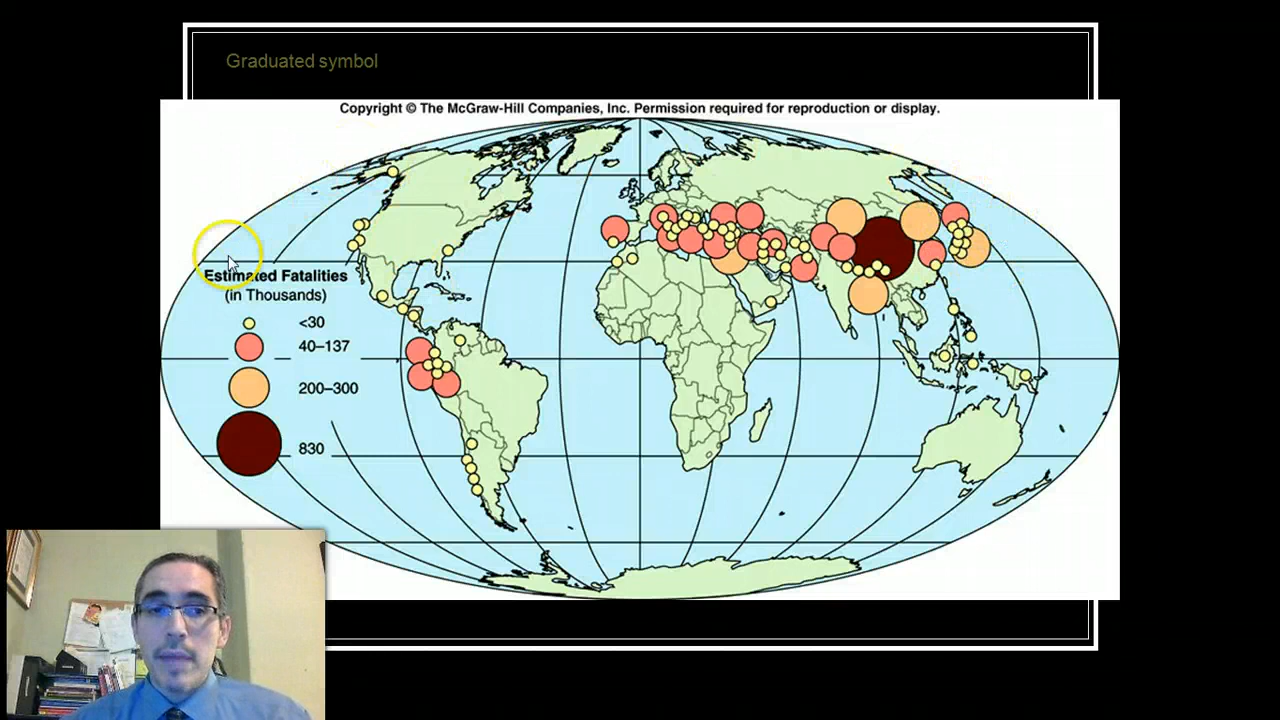 Graduated symbol
Copyright © The McGraw-Hill Companies, Inc. Permission required for reproduction or display.
Estimated Fatalities
(in Thousands)
<30
40–137
200–300
830